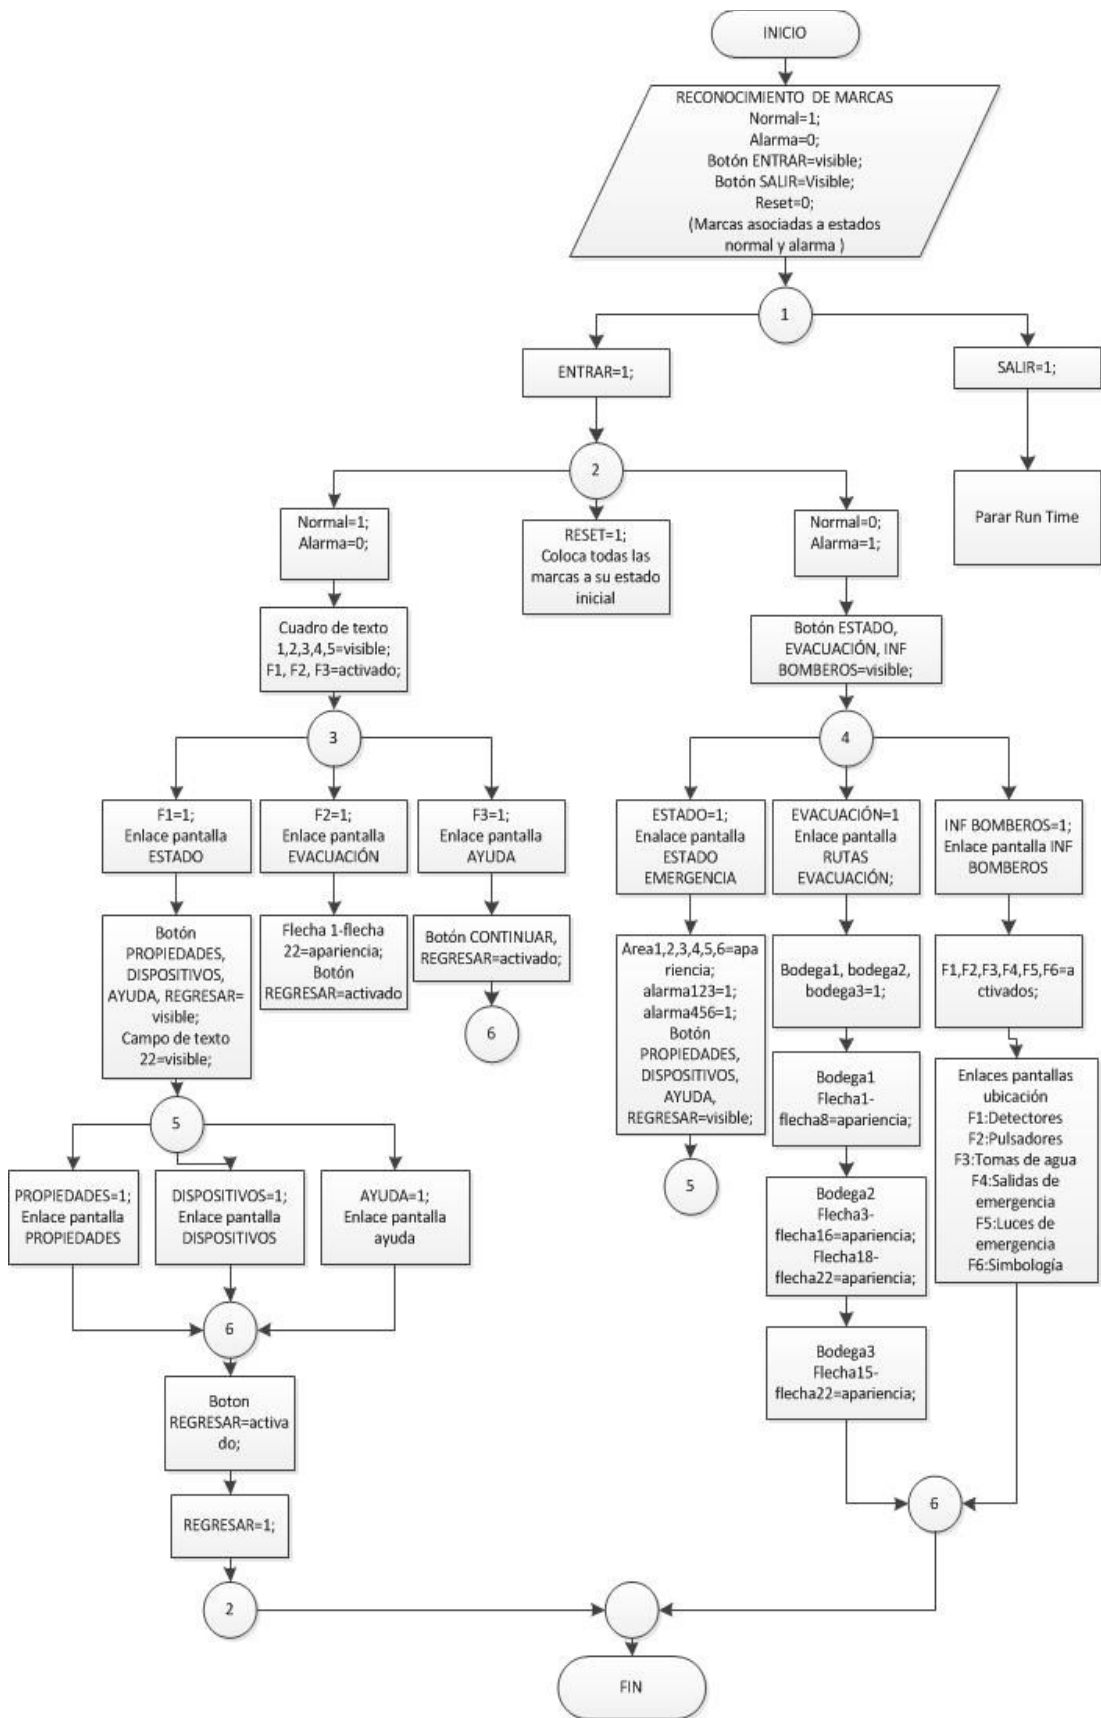 INICIO
RECONOCIMIENTO DE MARCAS
Normal=1;
Alarma=0;
Botón ENTRAR=visible;
Botón SALIR=Visible;
Reset=0;
(Marcas asociadas a estados
normal y alarma )
1
ENTRAR=1;
SALIR=1;
2
Parar Run Time
Normal=1;
Alarma=0;
RESET=1;
Coloca todas las
marcas a su estado
inicial
Normal=0;
Alarma=1;
Cuadro de texto
1,2,3,4,5=visible;
F1, F2, F3=activado;
Botón ESTADO,
EVACUACIÓN, INF
BOMBEROS=visible;
3
4
F1=1;
Enlace pantalla
ESTADO
F2=1;
Enlace pantalla
EVACUACIÓN
F3=1;
Enlace pantalla
AYUDA
ESTADO=1;
Enalace pantalla
ESTADO
EMERGENCIA
EVACUACIÓN=1
Enlace pantalla
RUTAS
EVACUACIÓN;
INF BOMBEROS=1;
Enlace pantalla INF
BOMBEROS
Botón
PROPIEDADES,
DISPOSITIVOS,
AYUDA, REGRESAR=
visible;
Campo de texto
22=visible;
Flecha 1-flecha
22=apariencia;
Botón
REGRESAR=activado
Botón CONTINUAR,
REGRESAR=activado;
6
Area1,2,3,4,5,6=apa
riencia;
alarma123=1;
alarma456=1;
Botón
PROPIEDADES,
DISPOSITIVOS,
AYUDA,
REGRESAR=visible;
Bodega1, bodega2,
bodega3=1;
F1,F2,F3,F4,F5,F6=a
ctivados;
5
5
Bodega1
Flecha1-
flecha8=apariencia;
Enlaces pantallas
ubicación
F1:Detectores
F2:Pulsadores
F3:Tomas de agua
F4:Salidas de
emergencia
F5:Luces de
emergencia
F6:Simbología
PROPIEDADES=1;
Enlace pantalla
PROPIEDADES
DISPOSITIVOS=1;
Enlace pantalla
DISPOSITIVOS
AYUDA=1;
Enlace pantalla
ayuda
Bodega2
Flecha3-
flecha16=apariencia;
Flecha18-
flecha22=apariencia;
6
Bodega3
Flecha15-
flecha22=apariencia;
Boton
REGRESAR=activa
do;
6
REGRESAR=1;
2
FIN